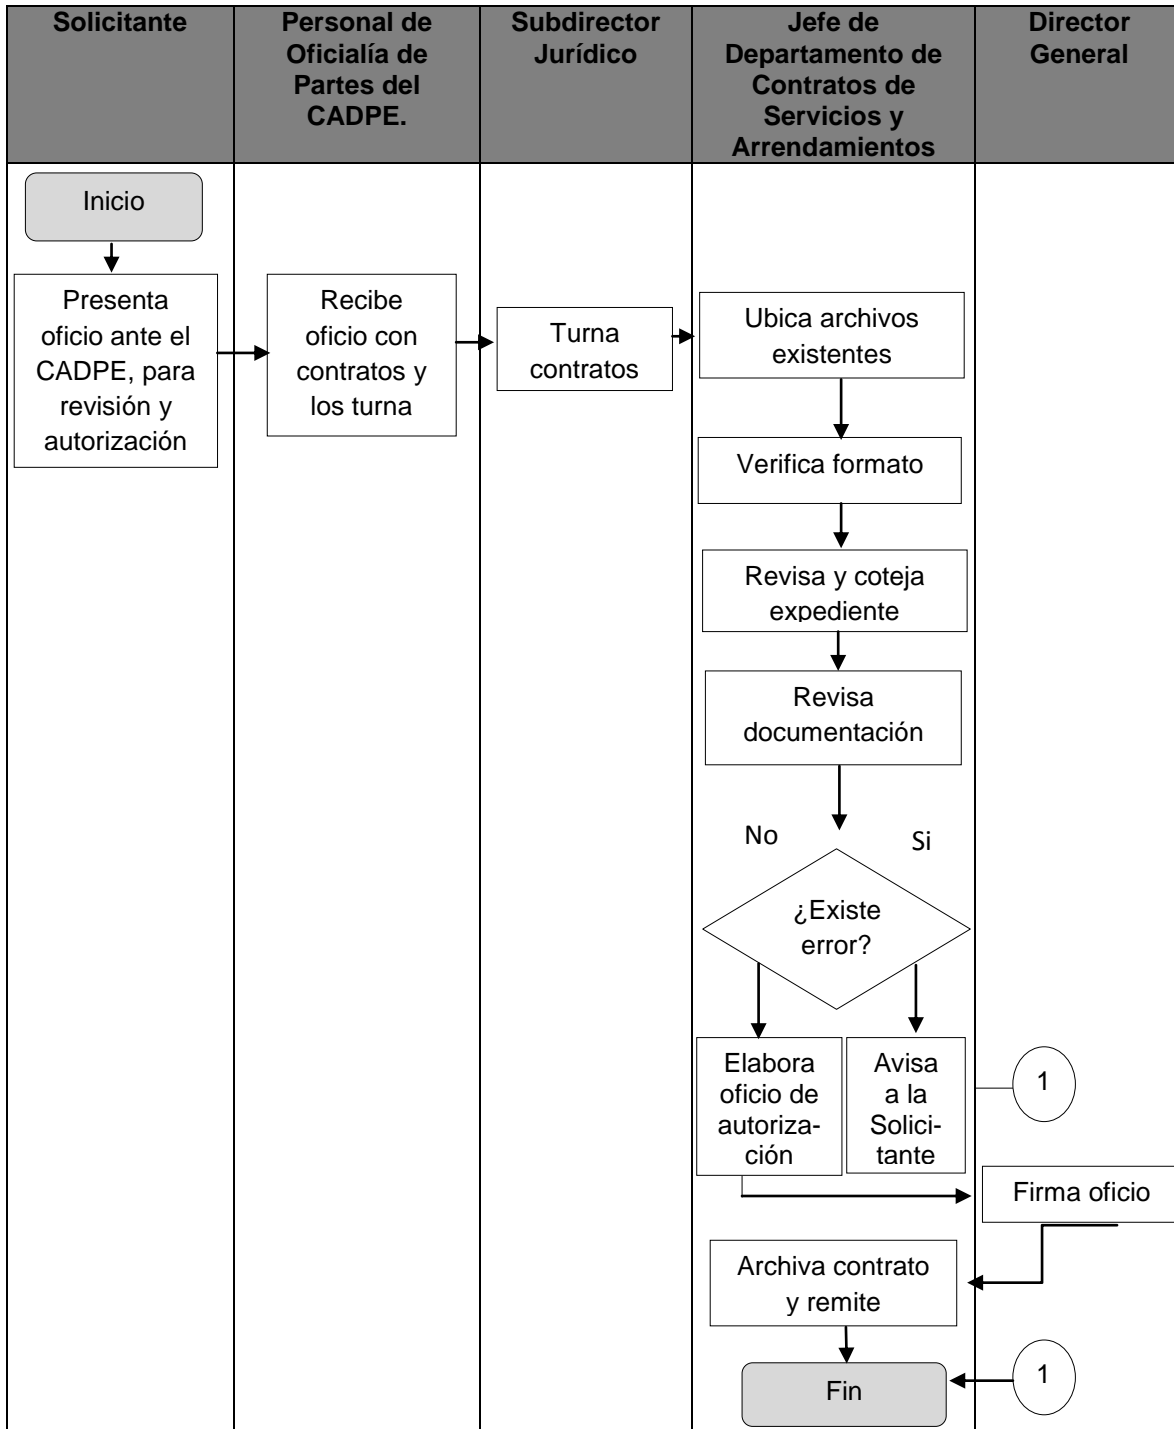 Solicitante
Personal de
Oficialía de
Partes del
CADPE.
Subdirector
Jurídico
Jefe de
Departamento de
Contratos de
Servicios y
Arrendamientos
Director
General
Inicio
Presenta
oficio ante el
CADPE, para
revisión y
autorización
Recibe
oficio con
contratos y
los turna
Turna
contratos
Ubica archivos
existentes
Verifica formato
Revisa y coteja
expediente
Revisa
documentación
No
Si
¿Existe
error?
Elabora
oficio de
autoriza-
ción
Avisa
a la
Solici-
tante
1
Firma oficio
Archiva contrato
y remite
1
Fin